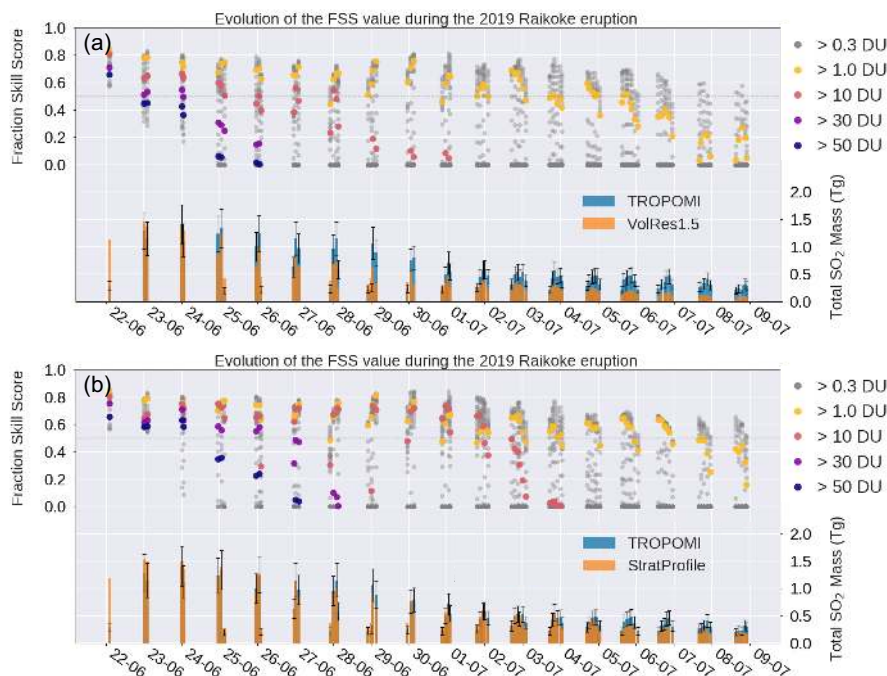 Evolution of the FSS value during the 2019 Raikoke eruption
(a)
Fraction Skill Score
1.0
0.8
0.6
0.4
0.2
0.0
> 0.3 DU
> 1.0 DU
> 10 DU
> 30 DU
> 50 DU
TROPOMI
VolRes1.5
Total SO₂ Mass (Tg)
2.0
1.5
1.0
0.5
0.0
22-06 23-06 24-06 25-06 26-06 27-06 28-06 29-06 30-06 01-07 02-07 03-07 04-07 05-07 06-07 07-07 08-07 09-07
Evolution of the FSS value during the 2019 Raikoke eruption
(b)
Fraction Skill Score
1.0
0.8
0.6
0.4
0.2
0.0
> 0.3 DU
> 1.0 DU
> 10 DU
> 30 DU
> 50 DU
TROPOMI
StratProfile
Total SO₂ Mass (Tg)
2.0
1.5
1.0
0.5
0.0
22-06 23-06 24-06 25-06 26-06 27-06 28-06 29-06 30-06 01-07 02-07 03-07 04-07 05-07 06-07 07-07 08-07 09-07